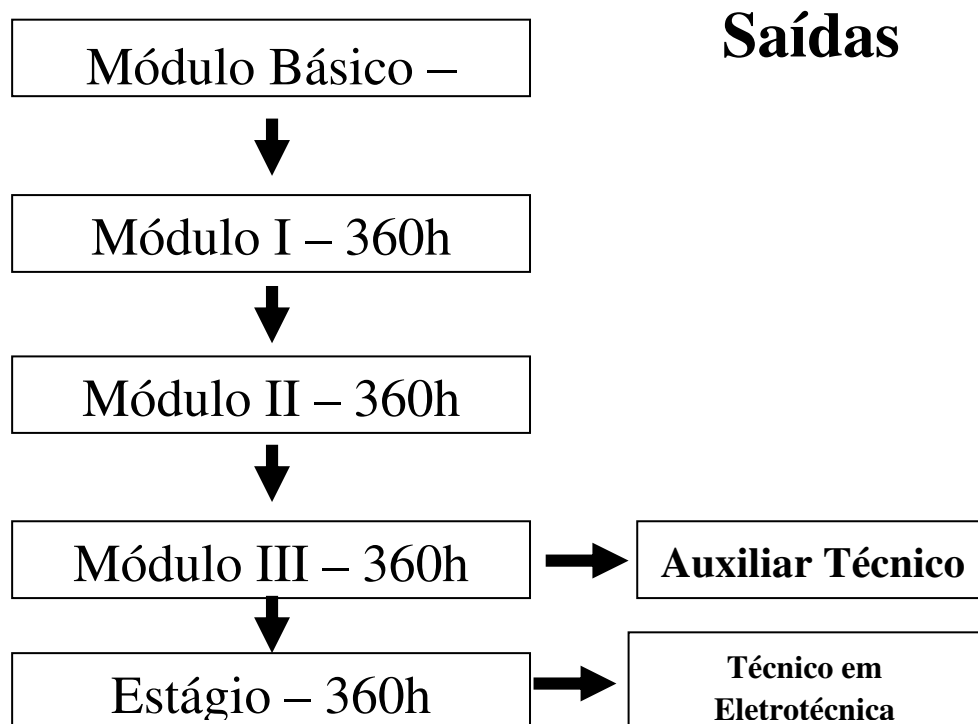 Saídas
Módulo Básico –
Módulo I – 360h
Módulo II – 360h
Módulo III – 360h
Auxiliar Técnico
Estágio – 360h
Técnico em
Eletrotécnica